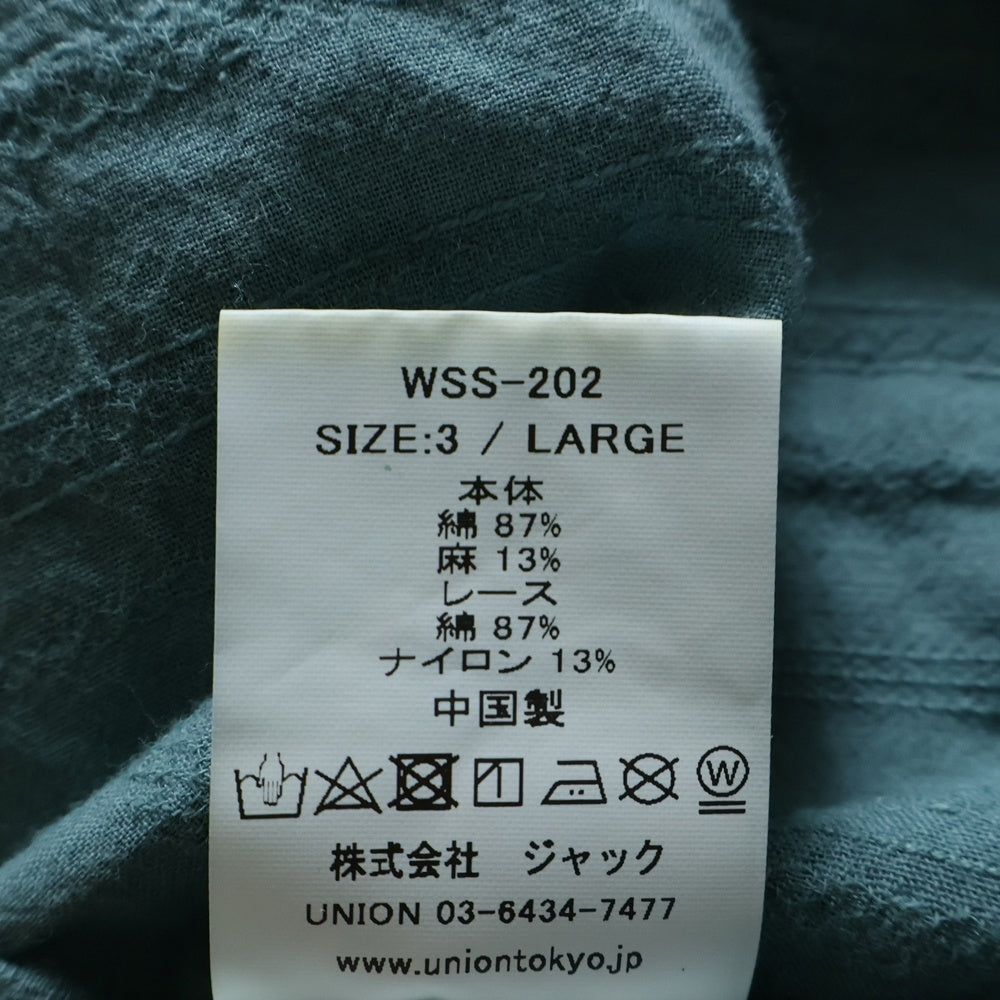 WSS-202
SIZE:3 / LARGE
本体
綿 87%
麻 13%
レース
綿 87%
ナイロン 13%
中国製
W
株式会社 ジャック
UNION 03-6434-7477
www.uniontokyo.jp